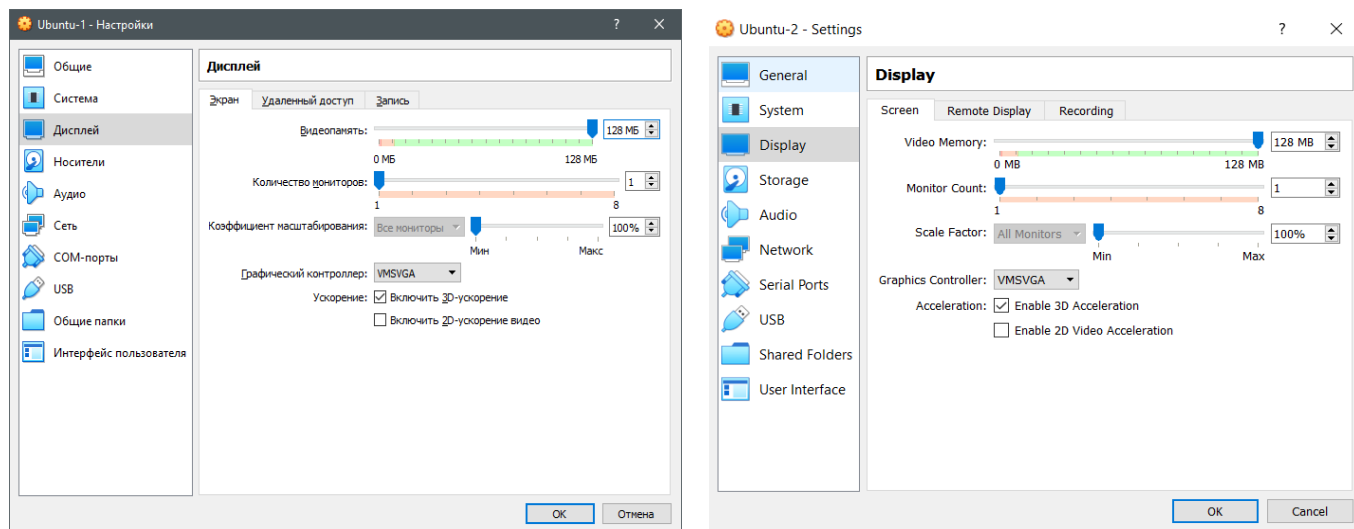 Ubuntu-1 - Настройки ? ×
Общие
Система
Дисплей
Носители
Аудио
Сеть
COM-порты
USB
Общие папки
Интерфейс пользователя
Дисплей
Экран Удаленный доступ Запись
Видеопамять: 128 МБ
0 МБ 128 МБ
Количество мониторов: 1
1 8
Коэффициент масштабирования: Все мониторы 100%
Мин Макс
Графический контроллер: VMSVGA
Ускорение: Включить 3D-ускорение
Включить 2D-ускорение видео
OK Отмена
Ubuntu-2 - Settings ? ×
General
System
Display
Storage
Audio
Network
Serial Ports
USB
Shared Folders
User Interface
Display
Screen Remote Display Recording
Video Memory: 128 MB
0 MB 128 MB
Monitor Count: 1
1 8
Scale Factor: All Monitors 100%
Min Max
Graphics Controller: VMSVGA
Acceleration: Enable 3D Acceleration
Enable 2D Video Acceleration
OK Cancel